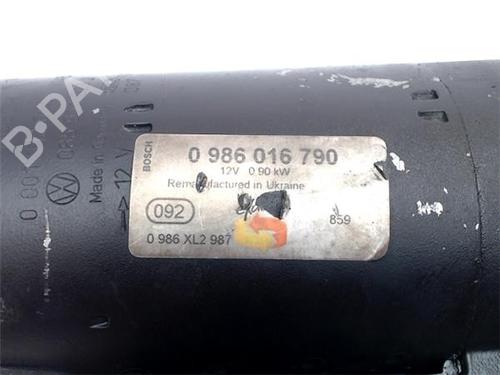 BOSCH
0 986 016 790
12V 0.90 kW
Remanufactured in Ukraine
092
859
0 986 XL2 987
Made in
12 V
B-PA